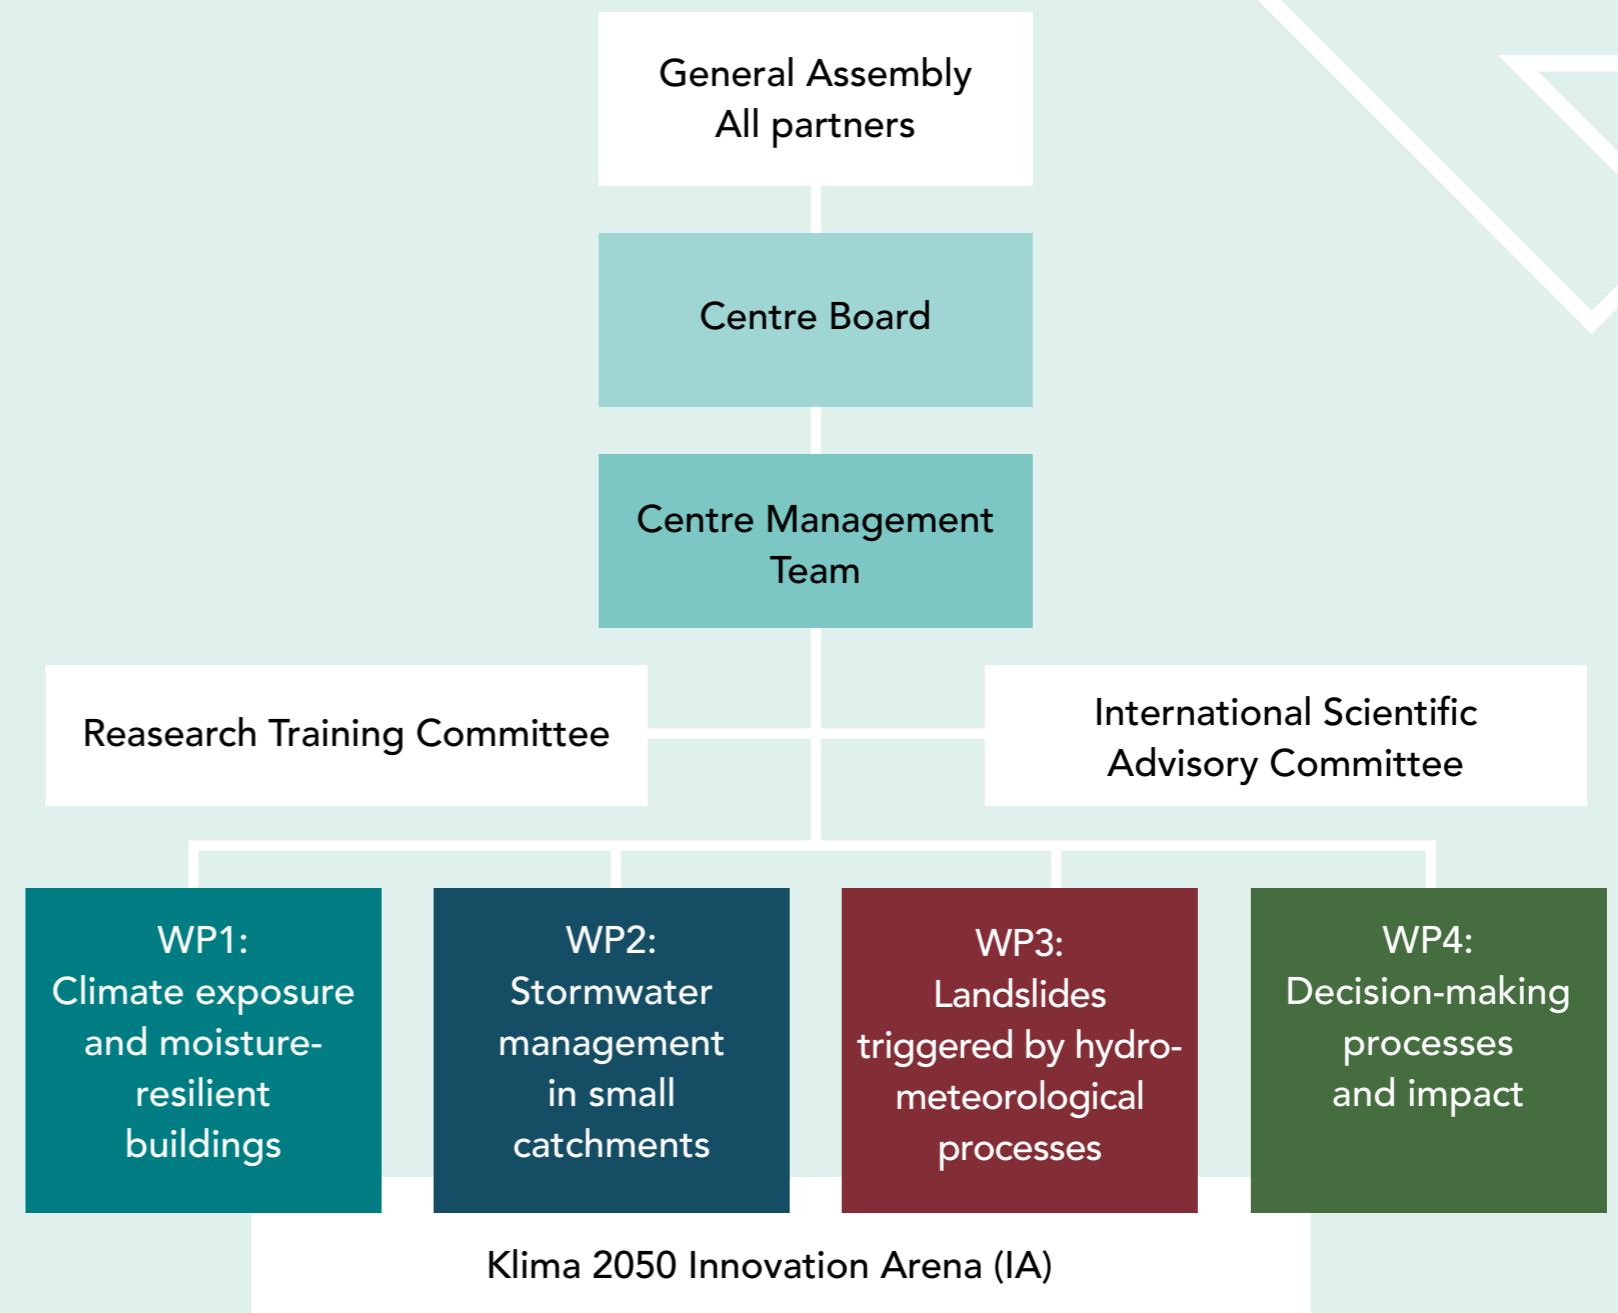 General Assembly
All partners
Centre Board
Centre Management
Team
Reasearch Training Committee
International Scientific
Advisory Committee
WP1:
Climate exposure
and moisture-
resilient
buildings
WP2:
Stormwater
management
in small
catchments
WP3:
Landslides
triggered by hydro-
meteorological
processes
WP4:
Decision-making
processes
and impact
Klima 2050 Innovation Arena (IA)